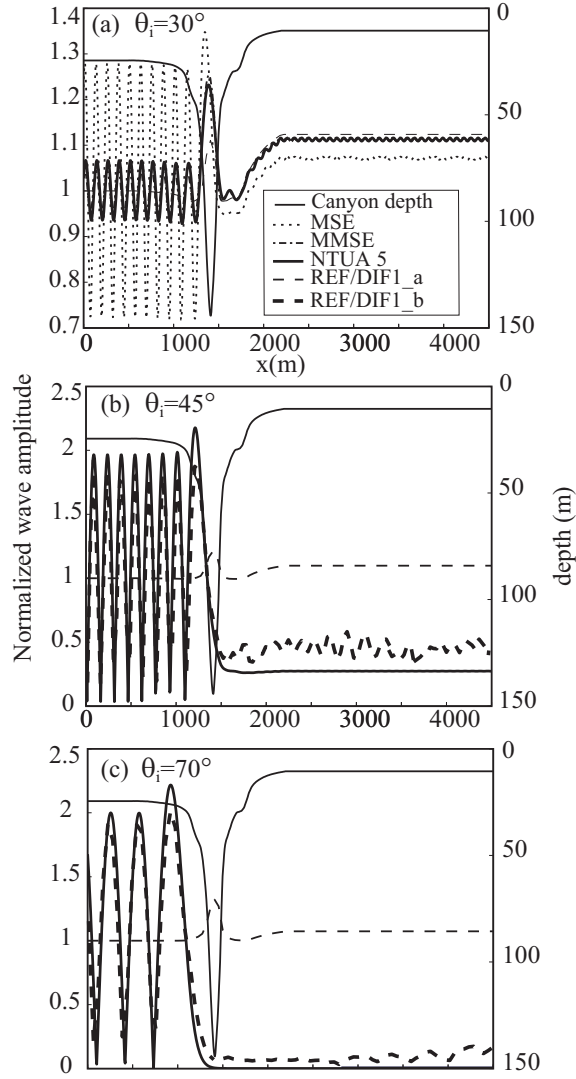 (a) θi=30°
1.4
1.3
1.2
1.1
1
0.9
0.8
0.7
0
50
100
150
Canyon depth
MSE
MMSE
NTUA 5
REF/DIF1_a
REF/DIF1_b
0 1000 2000 3000 4000
x(m)
(b) θi=45°
2.5
2
1.5
1
0.5
0
0
50
100
150
0 1000 2000 3000 4000
x(m)
Normalized wave amplitude
depth (m)
(c) θi=70°
2.5
2
1.5
1
0.5
0
0
50
100
150